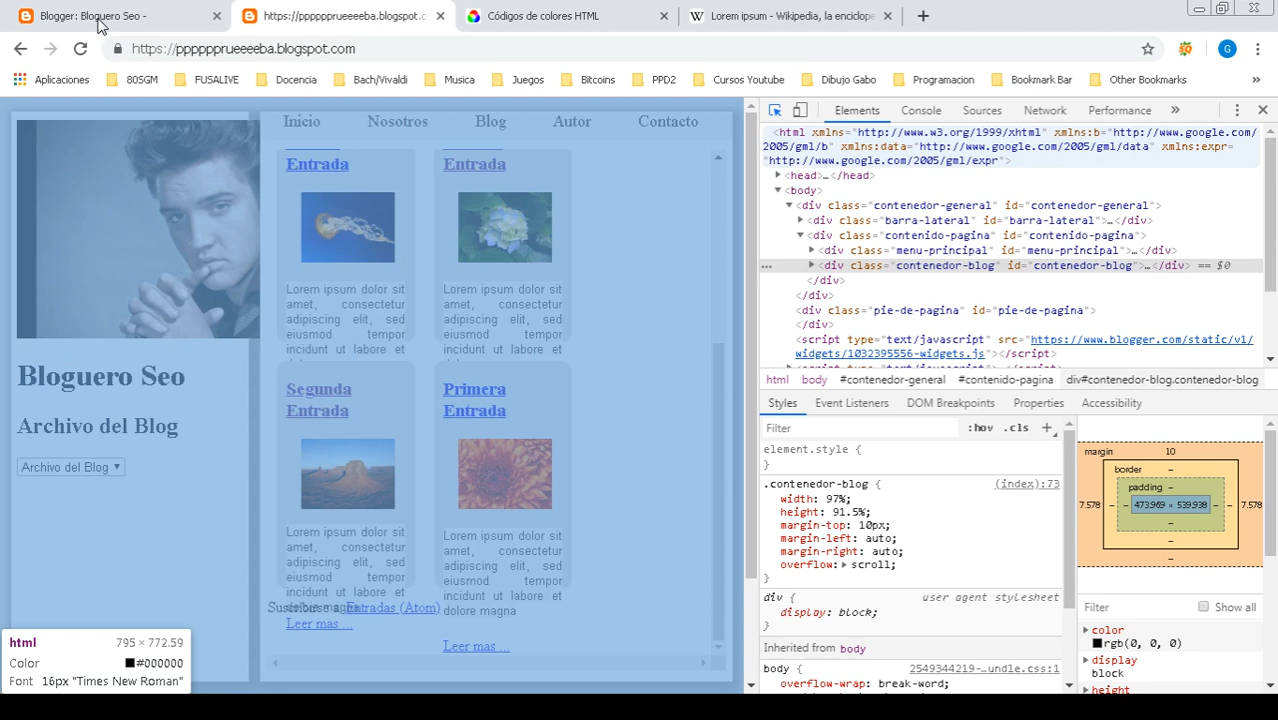 Blogger: Bloguero Seo -
https://pppppprueeeeba.blogspot.c
Códigos de colores HTML
Lorem ipsum - Wikipedia, la enciclope
https://pppppprueeeeba.blogspot.com
G
Aplicaciones
805GM
FUSALIVE
Docencia
Bach/Vivaldi
Musica
Juegos
Bitcoins
PPD2
Cursos Youtube
Dibujo Gabo
Programacion
Bookmark Bar
Other Bookmarks
»
Inicio
Nosotros
Blog
Autor
Contacto
Entrada
Lorem ipsum dolor sit
amet, consectetur
adipiscing elit, sed
eiusmod tempor
incidunt ut labore et
Entrada
Lorem ipsum dolor sit
amet, consectetur
adipiscing elit, sed
eiusmod tempor
incidunt ut labore et
Bloguero Seo
Archivo del Blog
Archivo del Blog ▼
Segunda
Entrada
Lorem ipsum dolor sit
amet, consectetur
adipiscing elit, sed
eiusmod tempor
incidunt ut labore et
Entradas (Atom)
Leer mas ...
Primera
Entrada
Lorem ipsum dolor sit
amet, consectetur
adipiscing elit, sed
eiusmod tempor
incidunt ut labore et
dolore magna
Leer mas ...
html 795 × 772.59
Color #000000
Font 16px "Times New Roman"
Elements Console Sources Network Performance »
<html xmlns="http://www.w3.org/1999/xhtml" xmlns:b="http://www.google.com/
2005/gml/b" xmlns:data="http://www.google.com/2005/gml/data" xmlns:expr=
"http://www.google.com/2005/gml/expr">
<head>…</head>
<body>
<div class="contenedor-general" id="contenedor-general">
<div class="barra-lateral" id="barra-lateral">…</div>
<div class="contenido-pagina" id="contenido-pagina">
<div class="menu-principal" id="menu-principal">…</div>
… <div class="contenedor-blog" id="contenedor-blog">…</div> == $0
</div>
</div>
<div class="pie-de-pagina" id="pie-de-pagina">
</div>
<script type="text/javascript" src="https://www.blogger.com/static/v1/
widgets/1032395556-widgets.js"></script>
html body #contenedor-general #contenido-pagina div#contenedor-blog.contenedor-blog
Styles Event Listeners DOM Breakpoints Properties Accessibility
Filter :hov .cls +
element.style {
}
.contenedor-blog { (index):73
width: 97%;
height: 91.5%;
margin-top: 10px;
margin-left: auto;
margin-right: auto;
overflow: scroll;
}
div { user agent stylesheet
display: block;
}
Inherited from body
body { 2549344219-…undle.css:1
overflow-wrap: break-word;
margin 10
border –
padding –
7.578 – – 473.969 × 539.938 – – 7.578
–
–
–
Filter Show all
color
rgb(0, 0, 0)
display
block
height